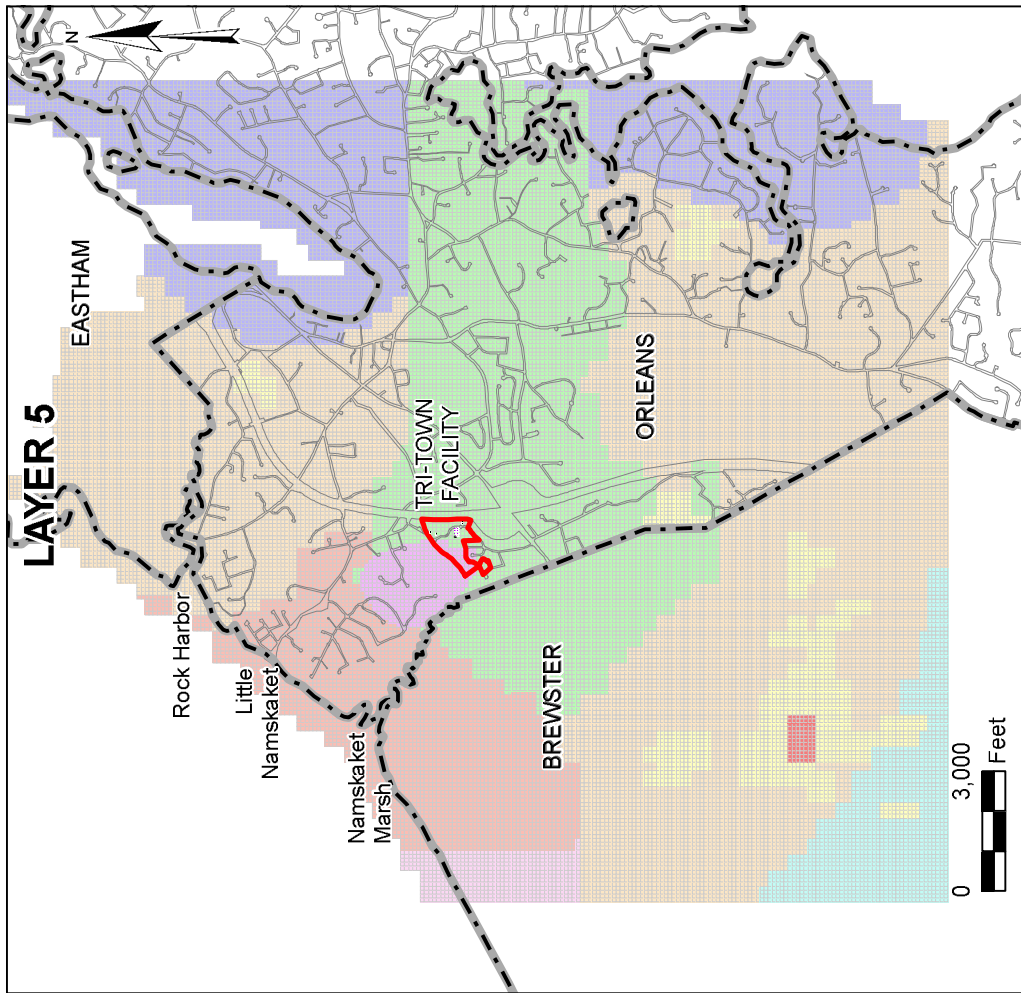 LAYER 5
N
EASTHAM
TRI-TOWN
FACILITY
Rock Harbor
Little
Namskaket
Namskaket
Marsh
ORLEANS
BREWSTER
0
3,000
Feet